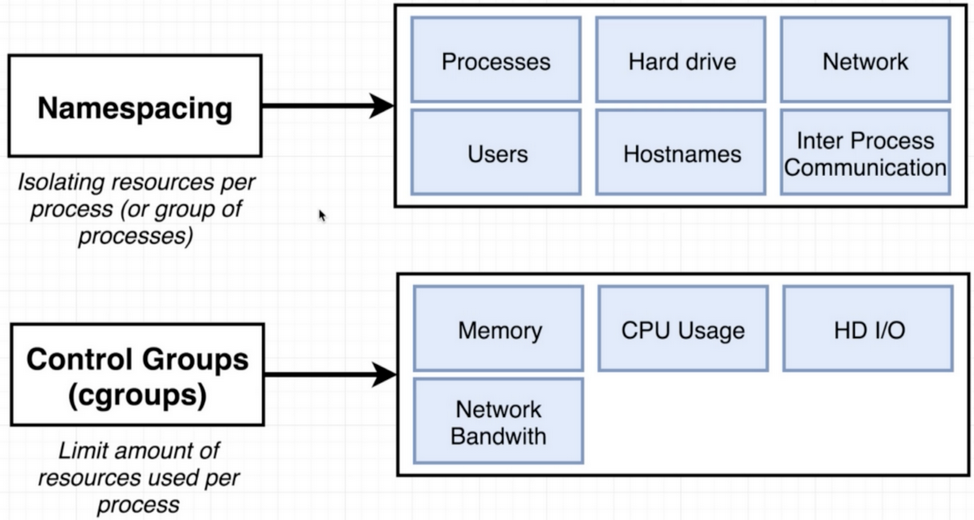 Namespacing
Isolating resources per
process (or group of
processes)
Processes
Hard drive
Network
Users
Hostnames
Inter Process
Communication
Control Groups
(cgroups)
Limit amount of
resources used per
process
Memory
CPU Usage
HD I/O
Network
Bandwith